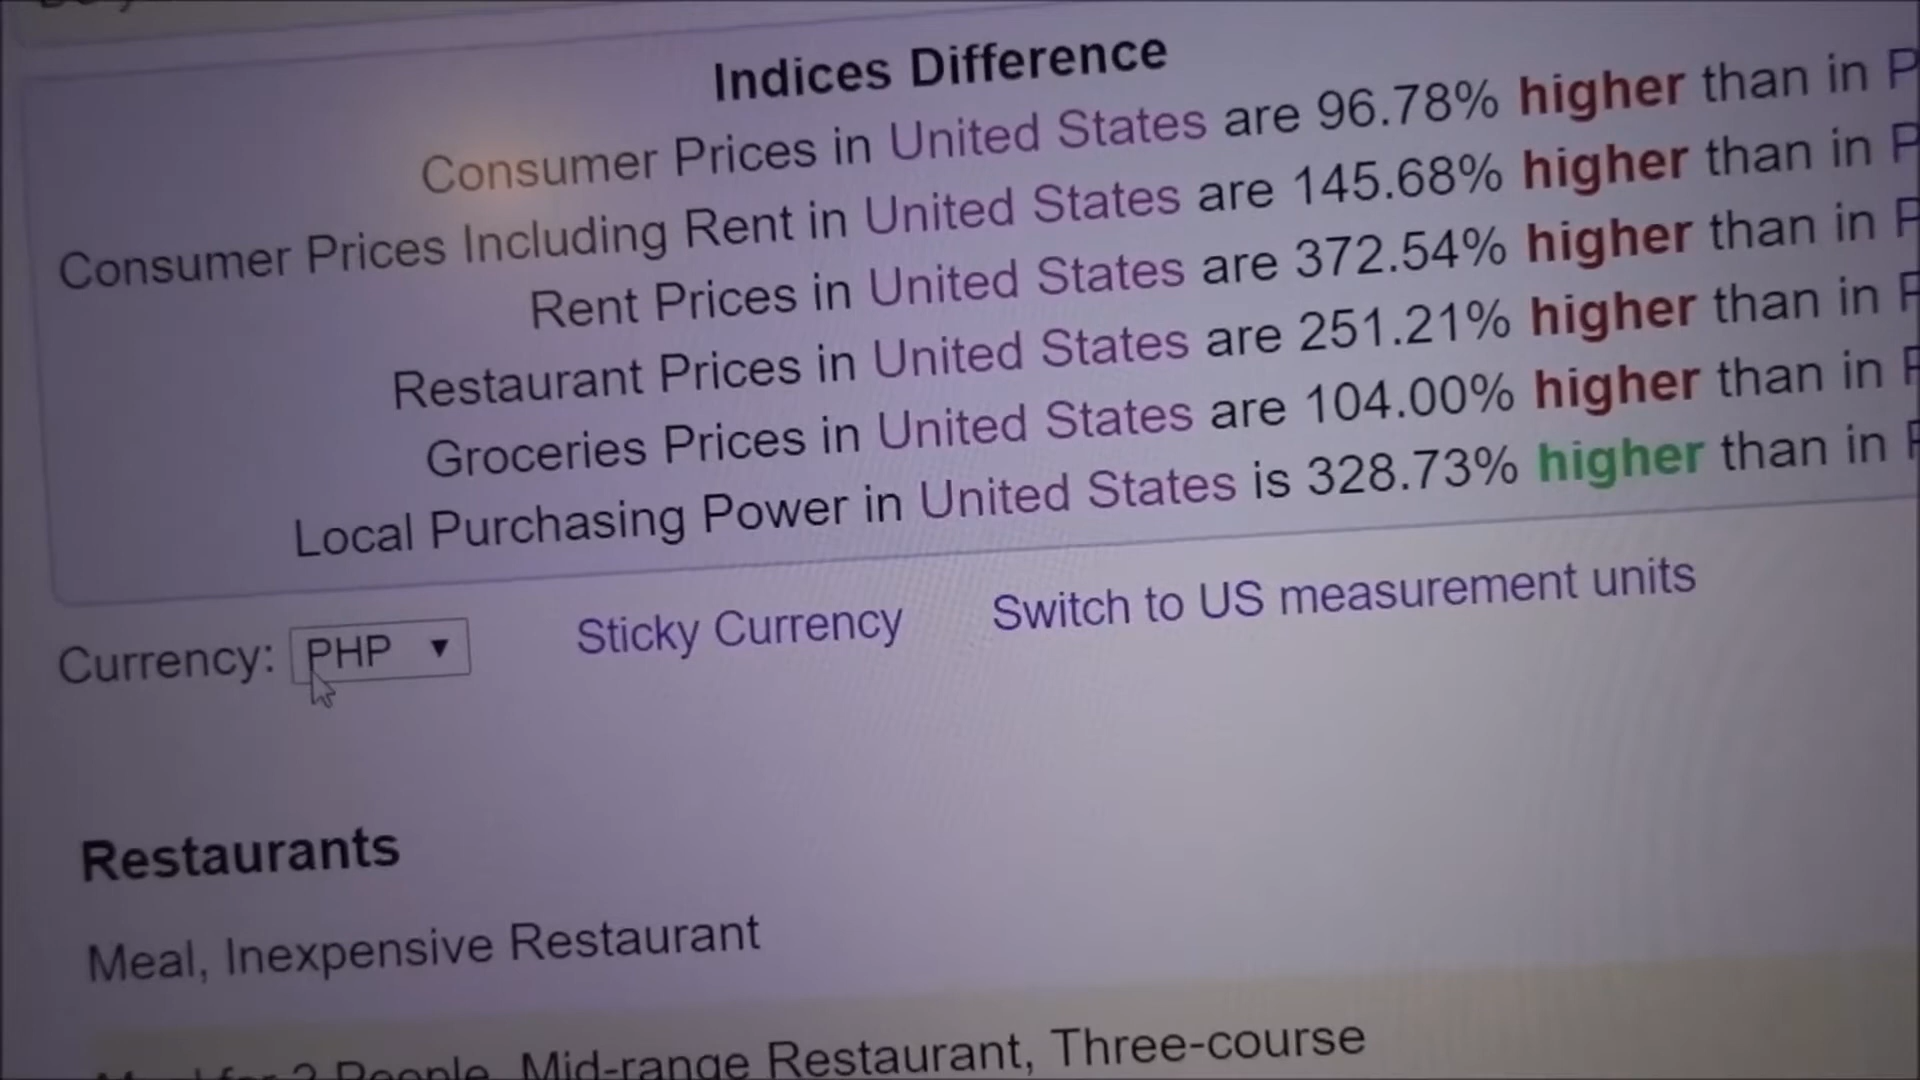 Indices Difference
Consumer Prices in United States are 96.78% higher than in P
Consumer Prices Including Rent in United States are 145.68% higher than in P
Rent Prices in United States are 372.54% higher than in P
Restaurant Prices in United States are 251.21% higher than in
Groceries Prices in United States are 104.00% higher than in
Local Purchasing Power in United States is 328.73% higher than in
Currency: PHP ▼ Sticky Currency Switch to US measurement units
Restaurants
Meal, Inexpensive Restaurant
Meal for 2 People, Mid-range Restaurant, Three-course